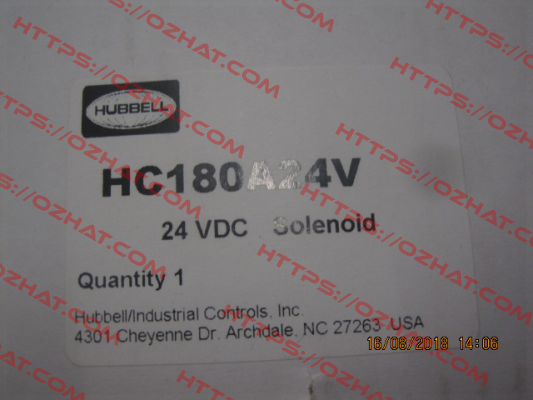 HUBBELL
HC180A24V
24 VDC Solenoid
Quantity 1
Hubbell/Industrial Controls, Inc.
4301 Cheyenne Dr. Archdale, NC 27263 USA
16/08/2018 14:06
HTTPS://OZHAT.COM